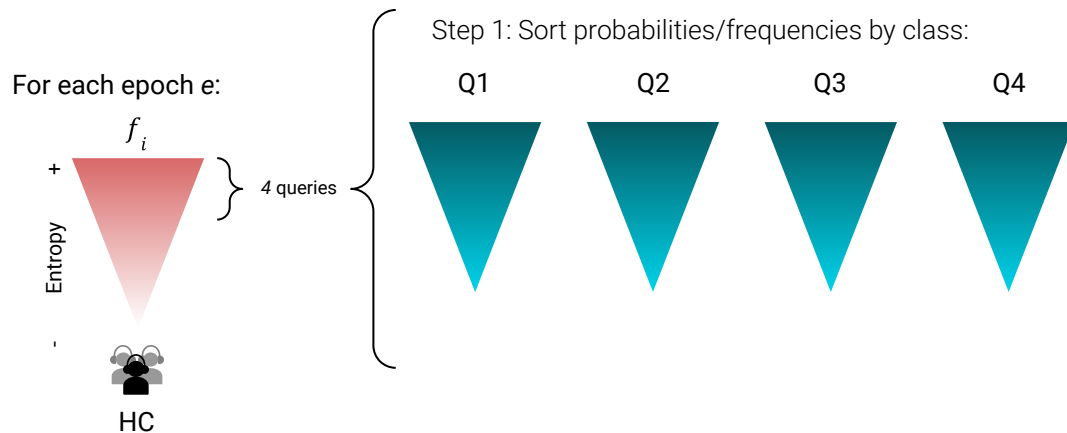 Step 1: Sort probabilities/frequencies by class:
For each epoch e:
f i
+
Entropy
-
HC
4 queries
Q1 Q2 Q3 Q4